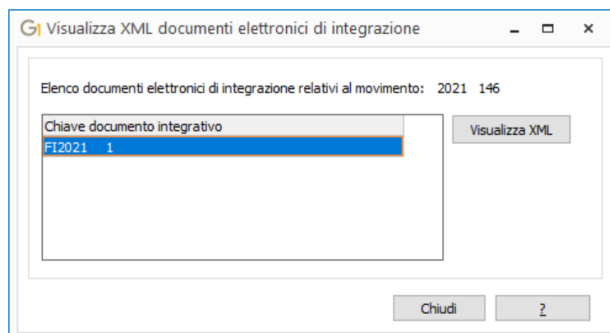 GI Visualizza XML documenti elettronici di integrazione
Elenco documenti elettronici di integrazione relativi al movimento: 2021 146
Chiave documento integrativo
Visualizza XML
FI2021 1
Chiudi ?